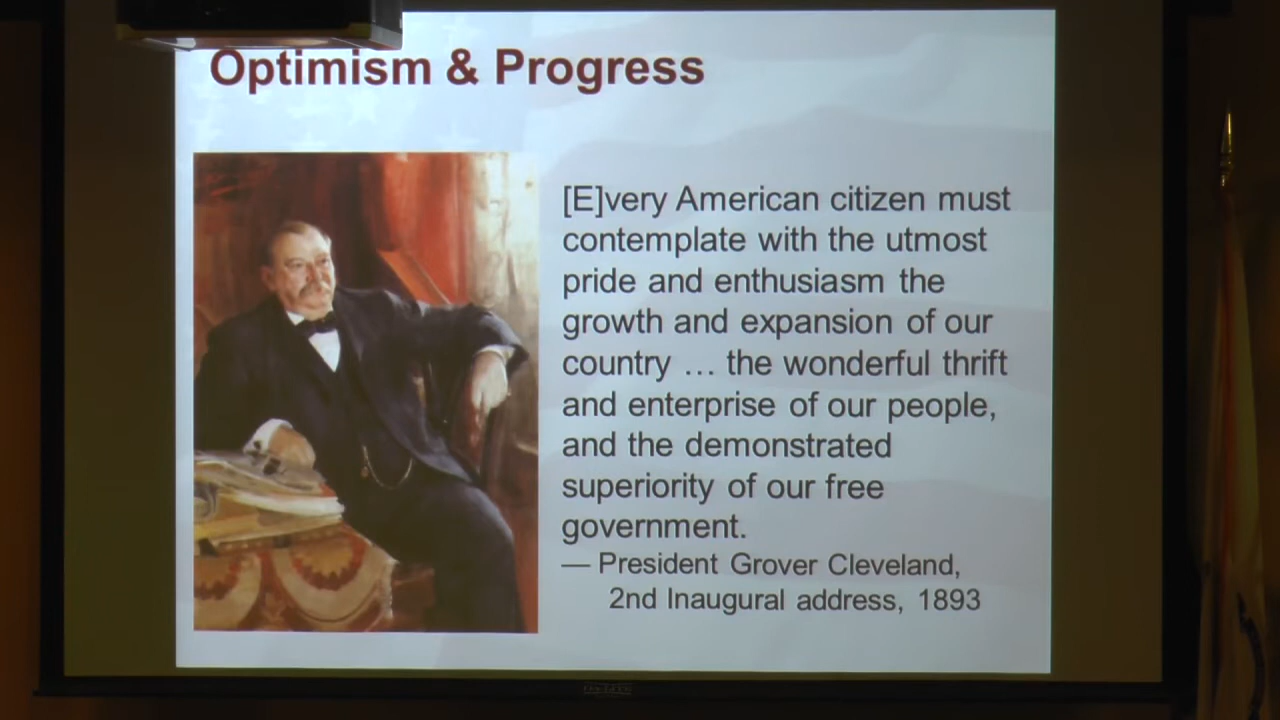 Optimism & Progress
[E]very American citizen must
contemplate with the utmost
pride and enthusiasm the
growth and expansion of our
country … the wonderful thrift
and enterprise of our people,
and the demonstrated
superiority of our free
government.
— President Grover Cleveland,
2nd Inaugural address, 1893